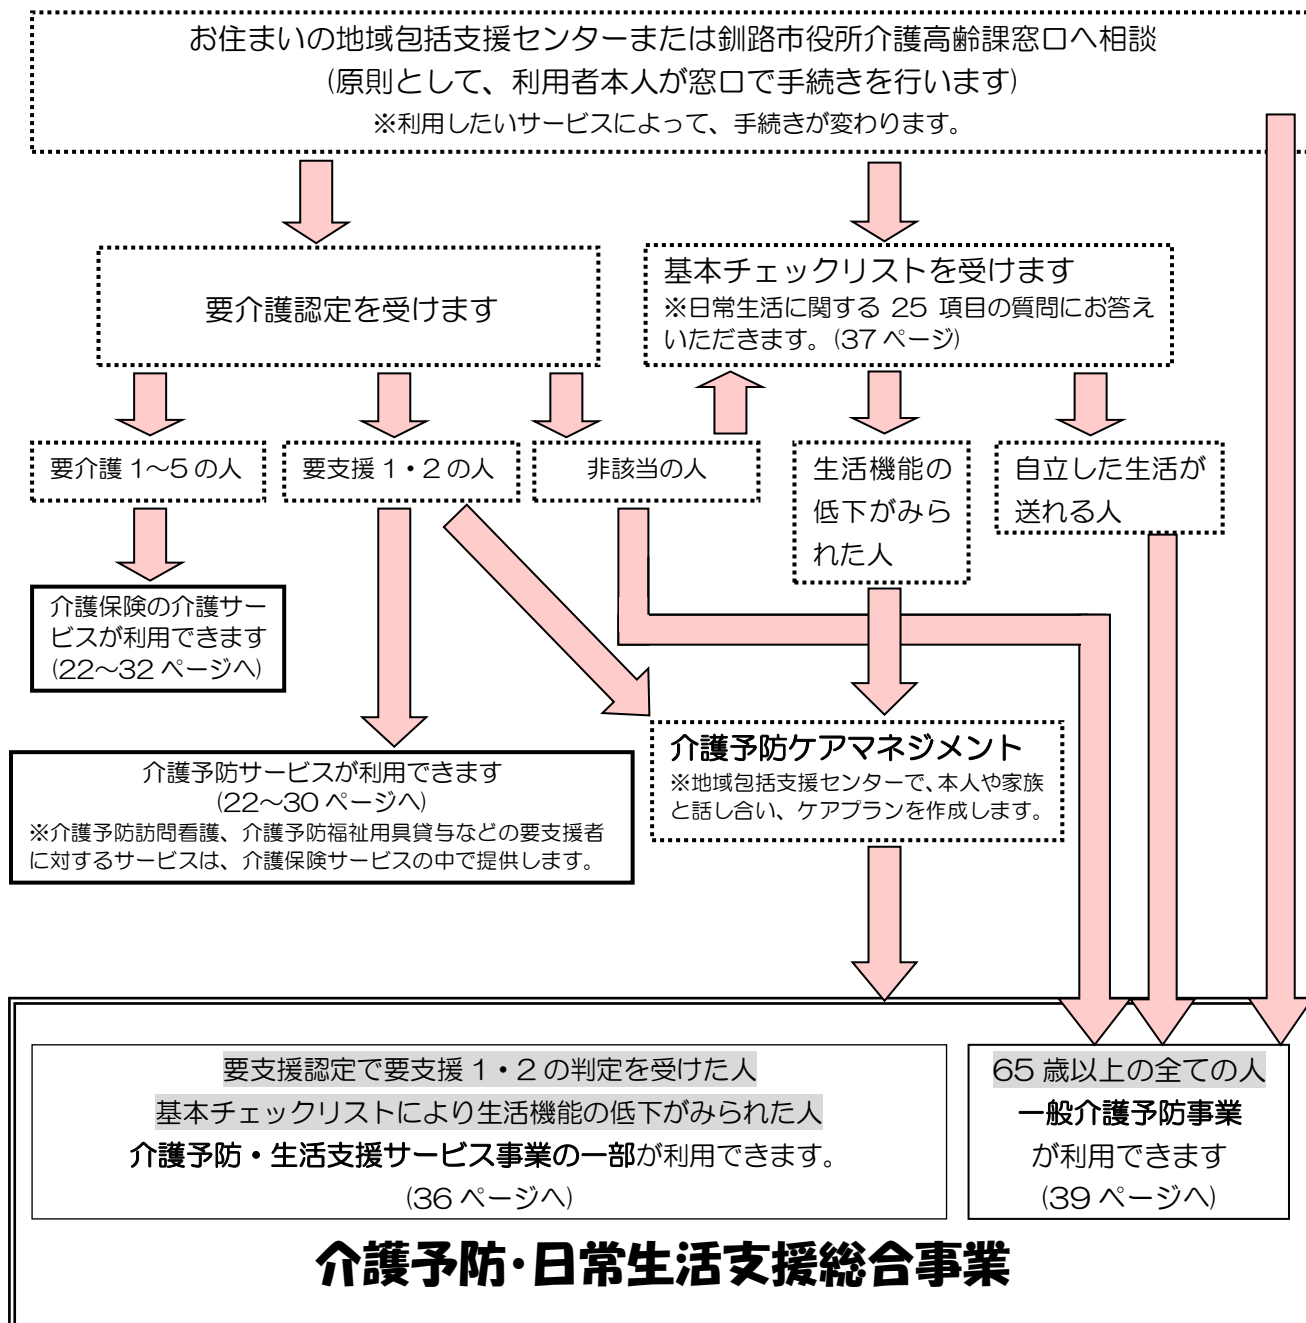 お住まいの地域包括支援センターまたは釧路市役所介護高齢課窓口へ相談
(原則として、利用者本人が窓口で手続きを行います)
※利用したいサービスによって、手続きが変わります。
要介護認定を受けます
基本チェックリストを受けます
※日常生活に関する 25 項目の質問にお答え
いただきます。(37 ページ)
要介護 1~5 の人
要支援 1・2 の人
非該当の人
生活機能の
低下がみら
れた人
自立した生活が
送れる人
介護保険の介護サー
ビスが利用できます
(22~32 ページへ)
介護予防サービスが利用できます
(22~30 ページへ)
※介護予防訪問看護、介護予防福祉用具貸与などの要支援者
に対するサービスは、介護保険サービスの中で提供します。
介護予防ケアマネジメント
※地域包括支援センターで、本人や家族
と話し合い、ケアプランを作成します。
要支援認定で要支援 1・2 の判定を受けた人
基本チェックリストにより生活機能の低下がみられた人
介護予防・生活支援サービス事業の一部が利用できます。
(36 ページへ)
65 歳以上の全ての人
一般介護予防事業
が利用できます
(39 ページへ)
介護予防・日常生活支援総合事業